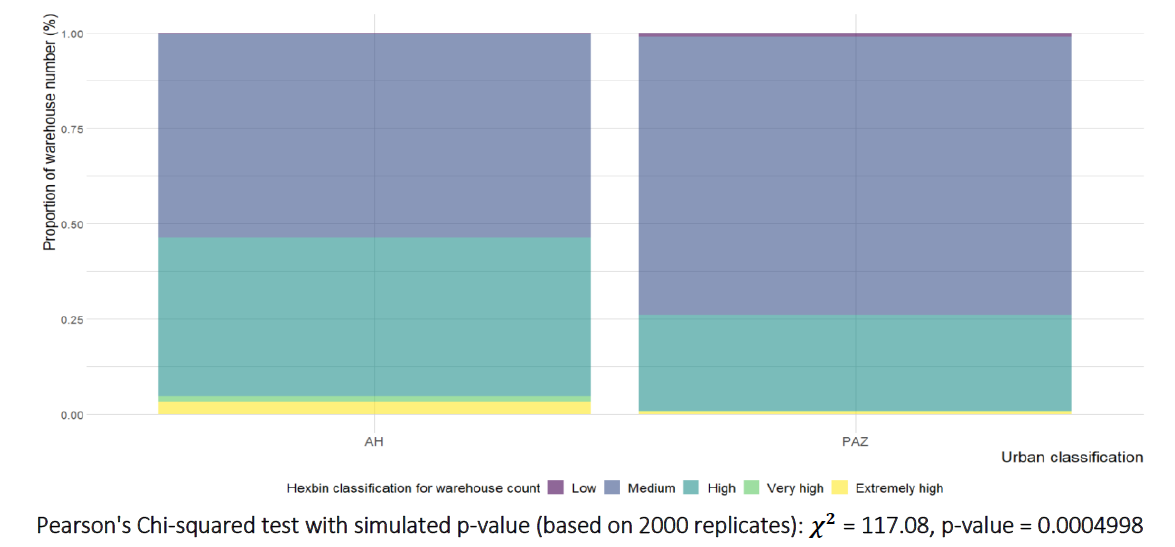 Proportion of warehouse number (%)
1.00
0.75
0.50
0.25
0.00
AH
PAZ
Urban classification
Hexbin classification for warehouse count Low Medium High Very high Extremely high
Pearson's Chi-squared test with simulated p-value (based on 2000 replicates): 𝝌² = 117.08, p-value = 0.0004998